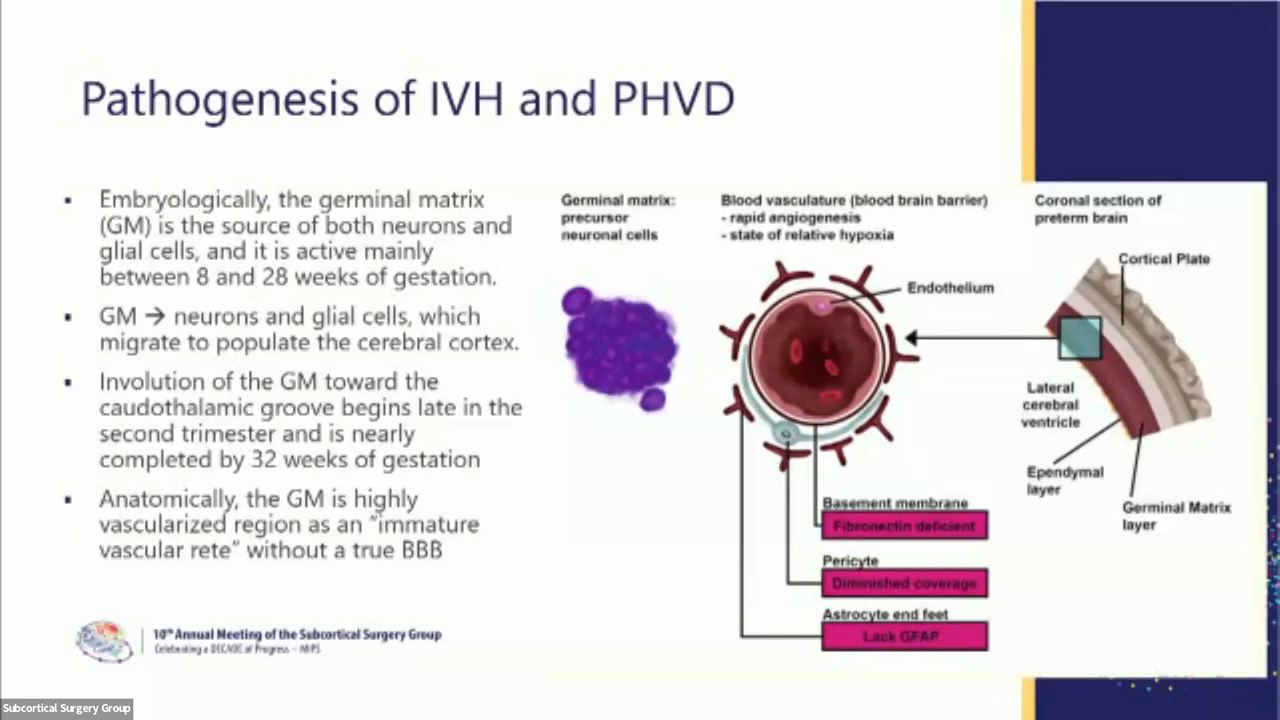 Pathogenesis of IVH and PHVD
▪ Embryologically, the germinal matrix
(GM) is the source of both neurons and
glial cells, and it is active mainly
between 8 and 28 weeks of gestation.
▪ GM → neurons and glial cells, which
migrate to populate the cerebral cortex.
▪ Involution of the GM toward the
caudothalamic groove begins late in the
second trimester and is nearly
completed by 32 weeks of gestation
▪ Anatomically, the GM is highly
vascularized region as an “immature
vascular rete” without a true BBB
Germinal matrix:
precursor
neuronal cells
Blood vasculature (blood brain barrier)
- rapid angiogenesis
- state of relative hypoxia
Coronal section of
preterm brain
Cortical Plate
Endothelium
Lateral
cerebral
ventricle
Ependymal
layer
Germinal Matrix
layer
Basement membrane
Fibronectin deficient
Pericyte
Diminished coverage
Astrocyte end feet
Lack GFAP
10th Annual Meeting of the Subcortical Surgery Group
Celebrating a DECADE of Progress – MIPS
Subcortical Surgery Group